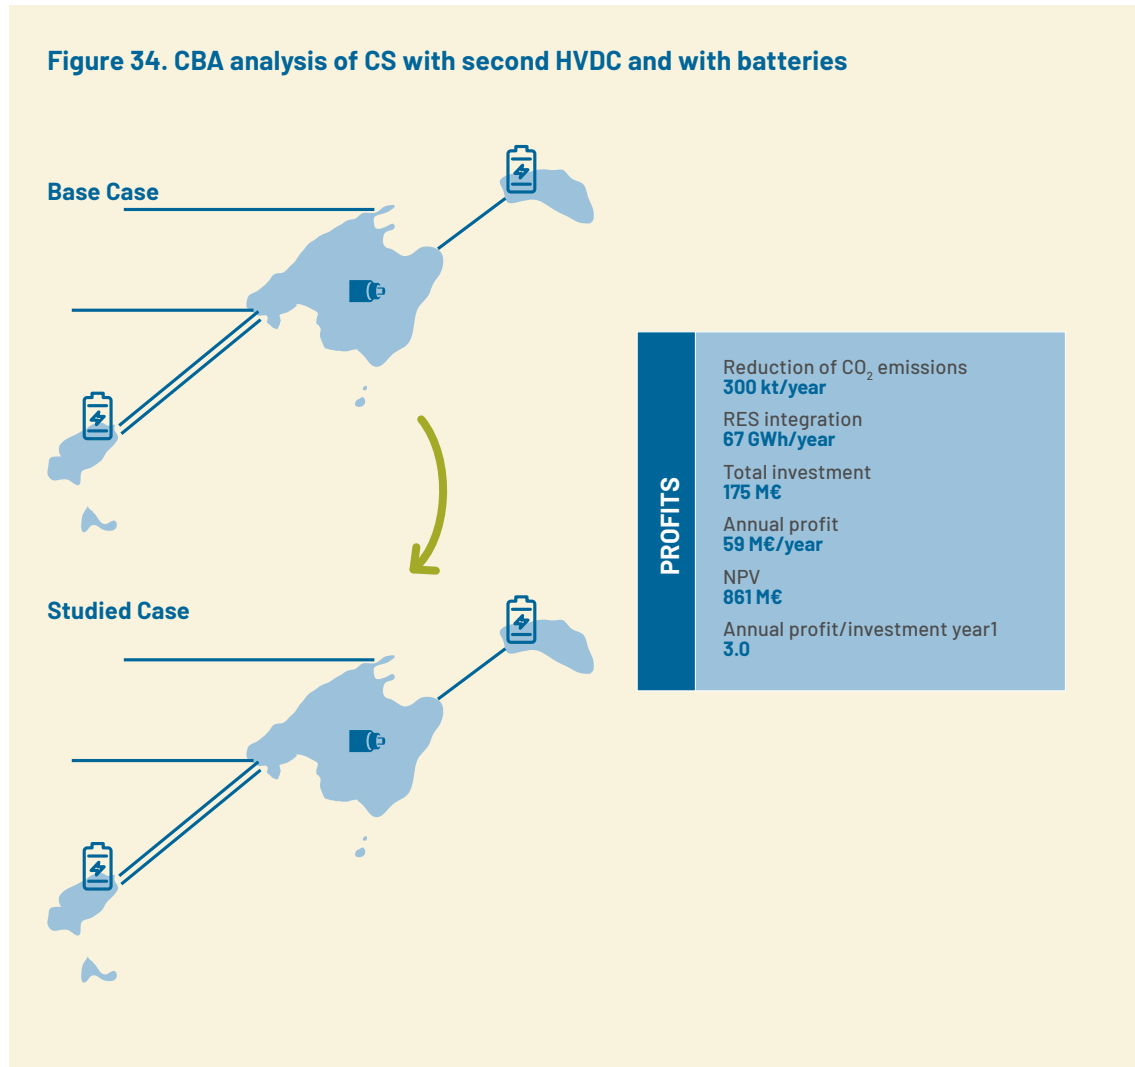 Figure 34. CBA analysis of CS with second HVDC and with batteries
Base Case
Studied Case
PROFITS
Reduction of CO₂ emissions
300 kt/year
RES integration
67 GWh/year
Total investment
175 M€
Annual profit
59 M€/year
NPV
861 M€
Annual profit/investment year1
3.0